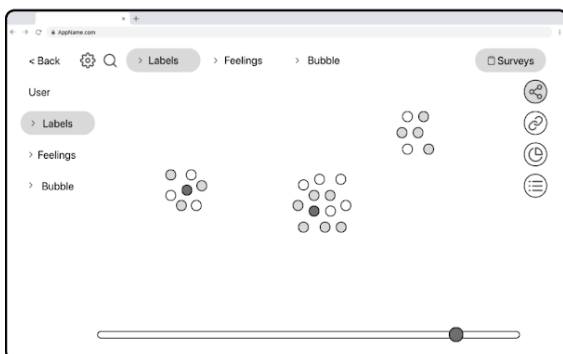 AppName.com
< Back > Labels > Feelings > Bubble Surveys
User
> Labels
> Feelings
> Bubble